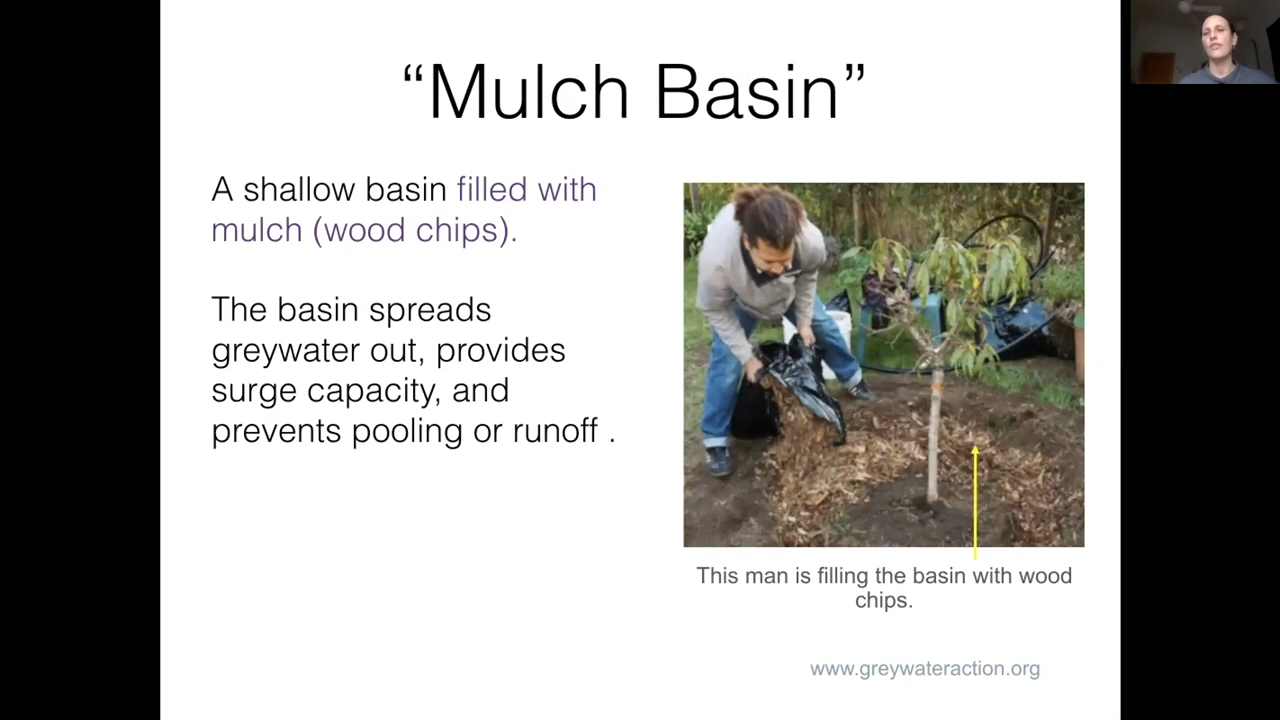 “Mulch Basin”
A shallow basin filled with
mulch (wood chips).
The basin spreads
greywater out, provides
surge capacity, and
prevents pooling or runoff .
This man is filling the basin with wood
chips.
www.greywateraction.org